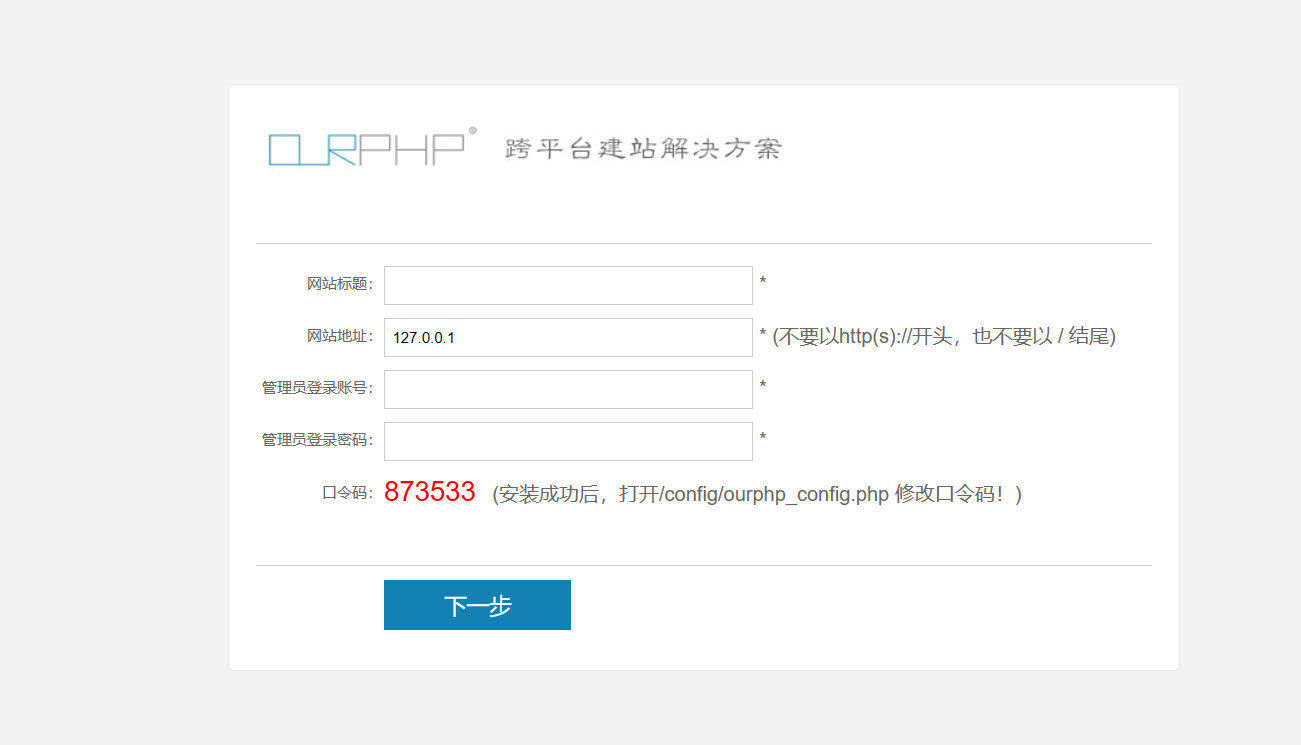 OURPHP® 跨平台建站解决方案
网站标题： *
网站地址： 127.0.0.1 * (不要以http(s)://开头，也不要以 / 结尾)
管理员登录账号： *
管理员登录密码： *
口令码： 873533 (安装成功后，打开/config/ourphp_config.php 修改口令码！)
下一步